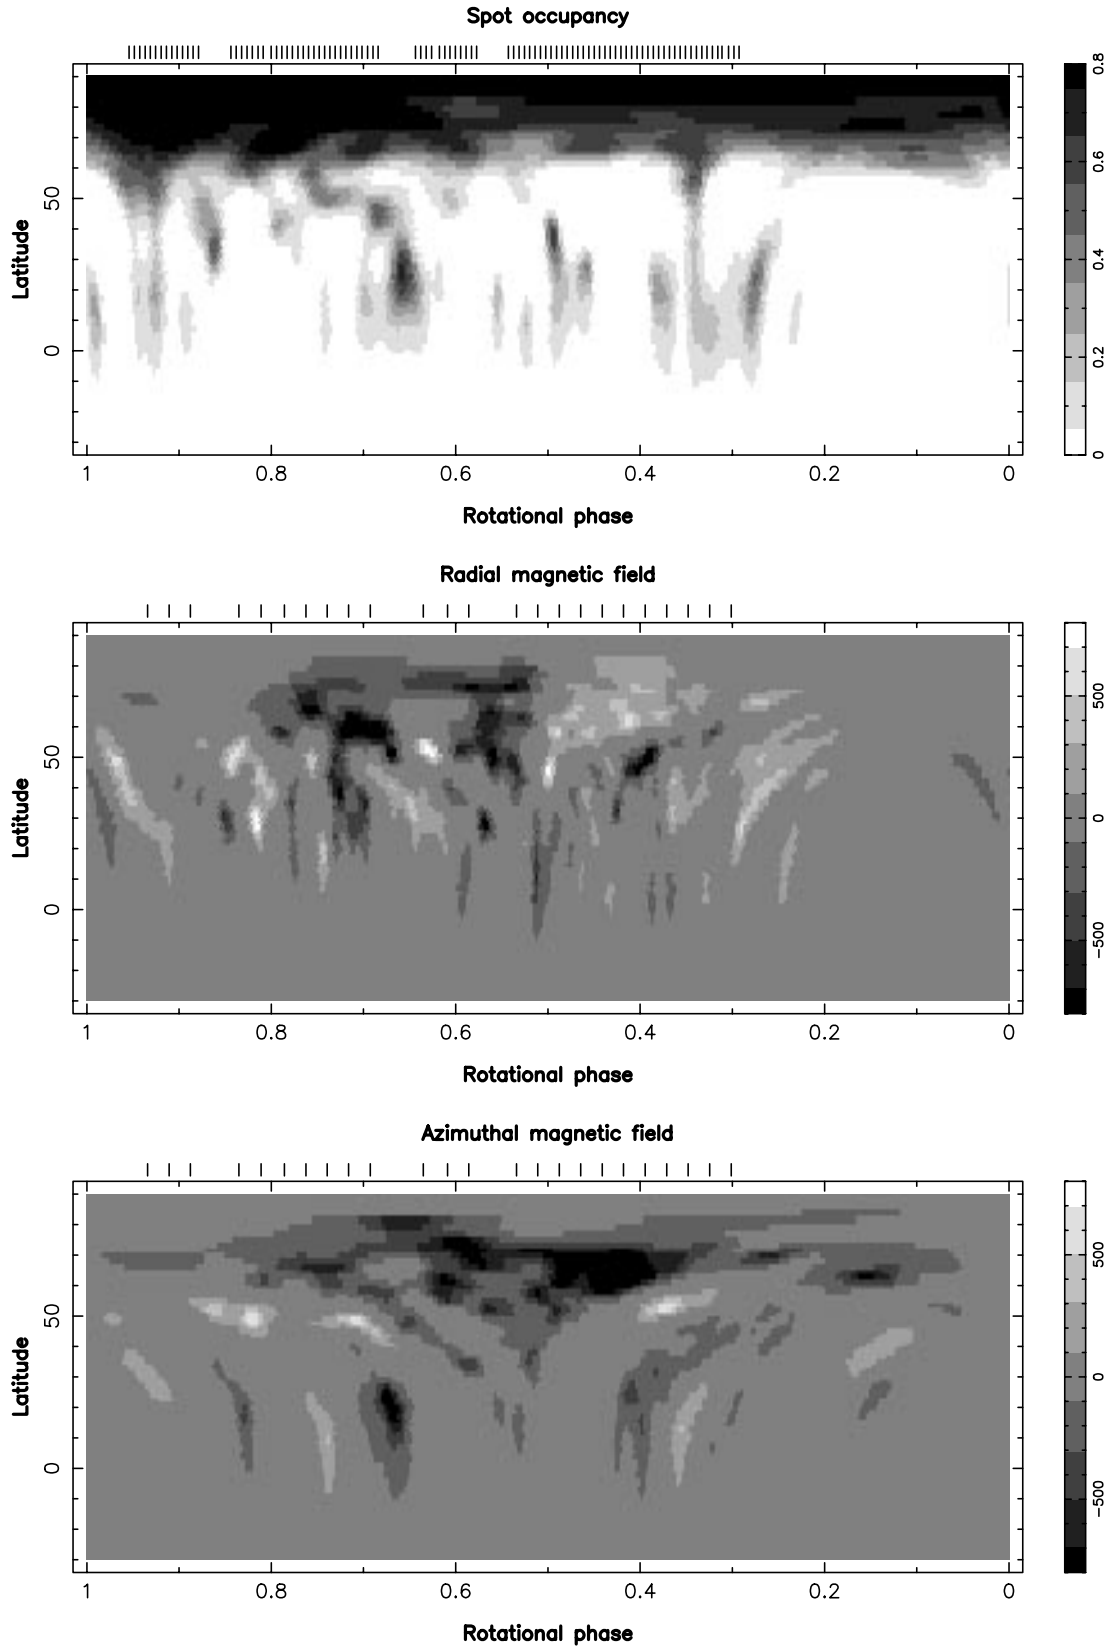 Spot occupancy
0.8
0.6
0.4
0.2
0
50
0
Latitude
1 0.8 0.6 0.4 0.2 0
Rotational phase
Radial magnetic field
500
0
−500
50
0
Latitude
1 0.8 0.6 0.4 0.2 0
Rotational phase
Azimuthal magnetic field
500
0
−500
50
0
Latitude
1 0.8 0.6 0.4 0.2 0
Rotational phase